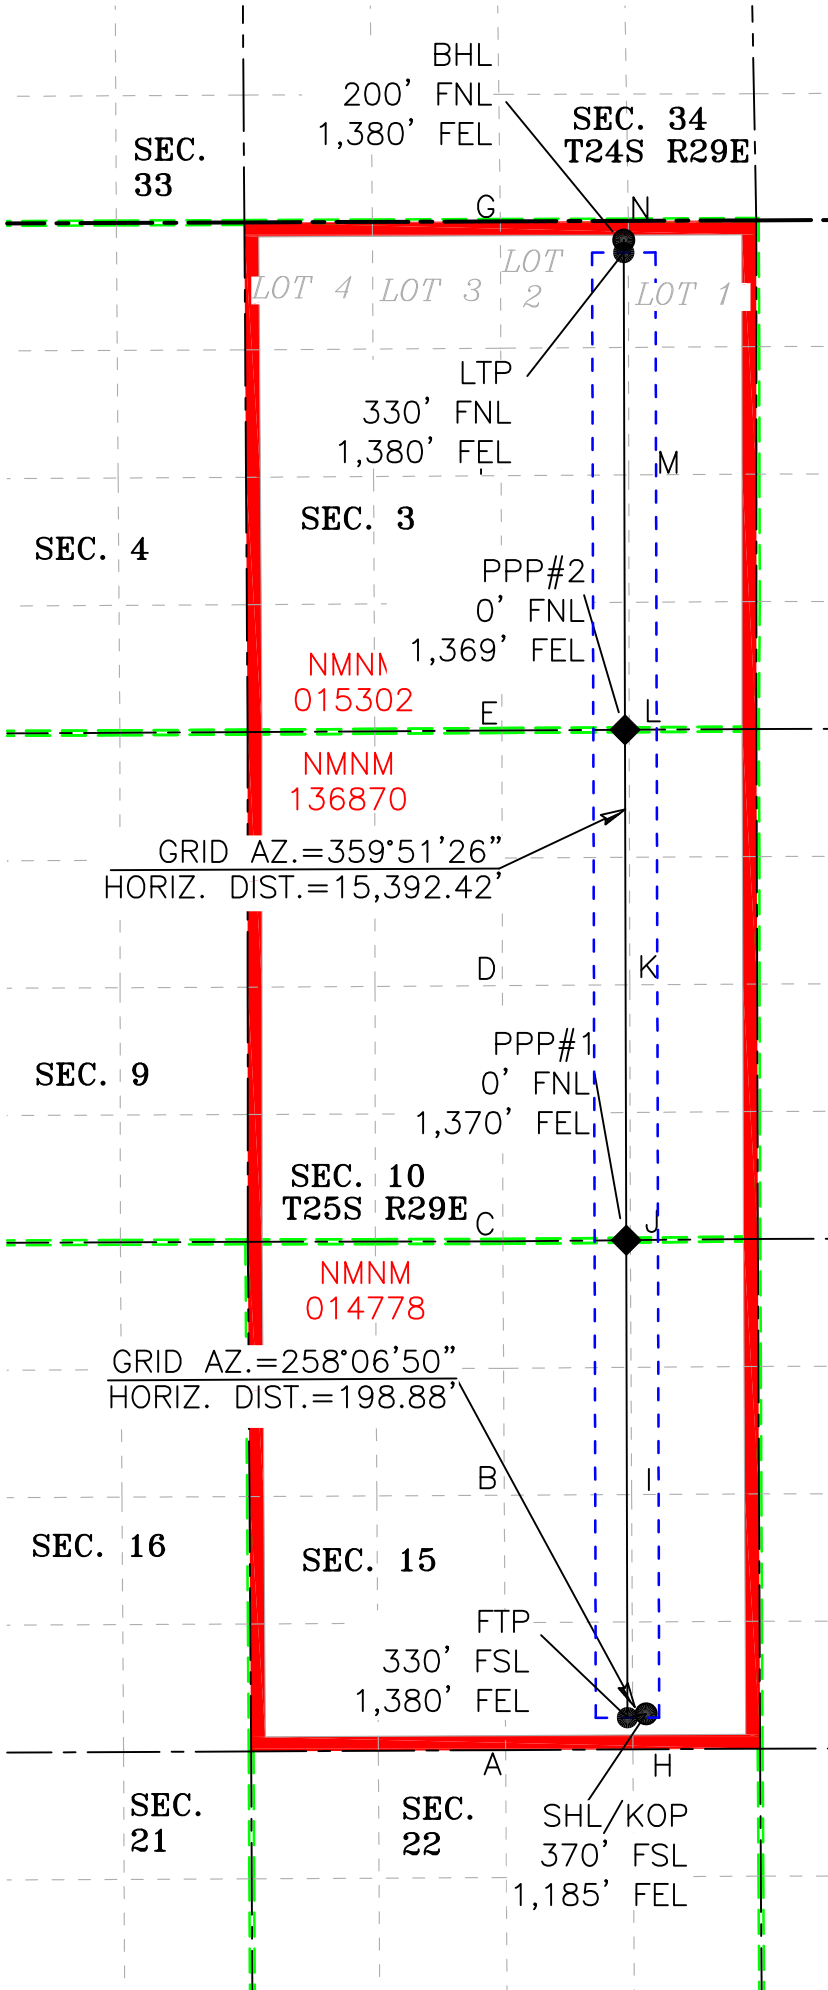 BHL
200' FNL
1,380' FEL
SEC. 34
T24S R29E
SEC.
33
G
N
LOT 4
LOT 3
LOT
2
LOT 1
LTP
330' FNL
1,380' FEL
M
SEC. 3
SEC. 4
PPP#2
0' FNL
1,369' FEL
NMNM
015302
E
L
NMNM
136870
GRID AZ.=359°51'26"
HORIZ. DIST.=15,392.42'
D
K
PPP#1
0' FNL
1,370' FEL
SEC. 9
SEC. 10
T25S R29E
C
J
NMNM
014778
GRID AZ.=258°06'50"
HORIZ. DIST.=198.88'
B
I
SEC. 16
SEC. 15
FTP
330' FSL
1,380' FEL
A
H
SEC.
21
SEC.
22
SHL/KOP
370' FSL
1,185' FEL